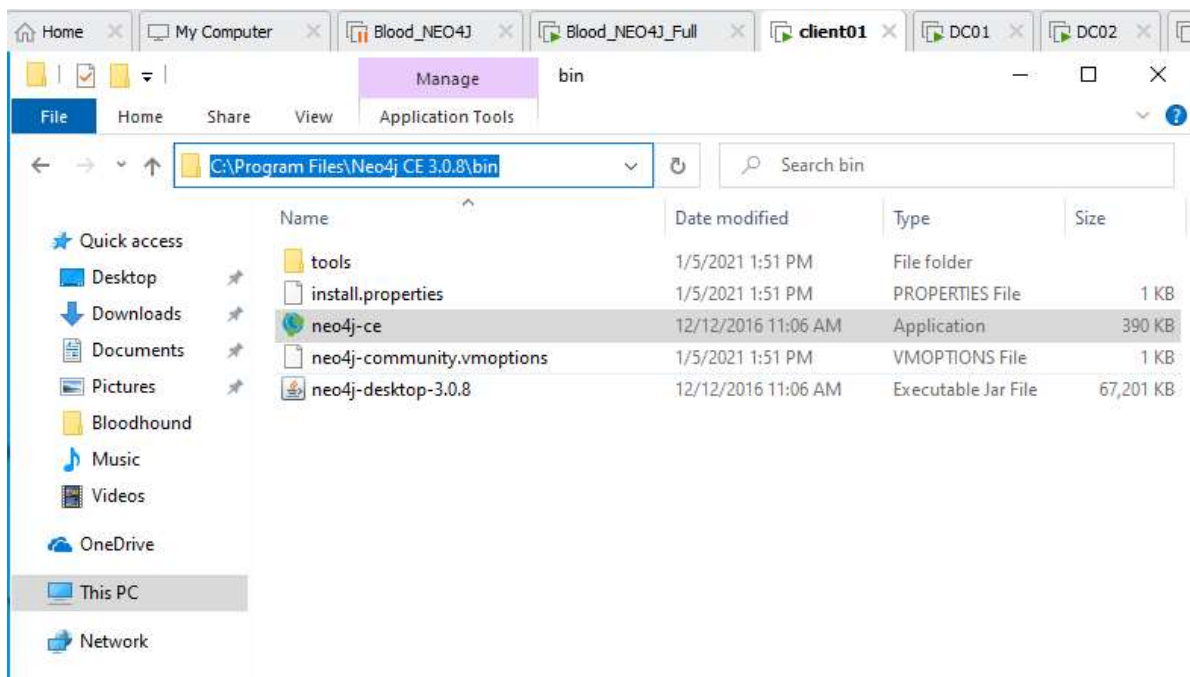 Home My Computer Blood_NEO4J Blood_NEO4J_Full client01 DC01 DC02
Manage bin
File Home Share View Application Tools
C:\Program Files\Neo4j CE 3.0.8\bin Search bin
Name Date modified Type Size
Quick access
tools 1/5/2021 1:51 PM File folder
Desktop
install.properties 1/5/2021 1:51 PM PROPERTIES File 1 KB
Downloads
neo4j-ce 12/12/2016 11:06 AM Application 390 KB
Documents
neo4j-community.vmoptions 1/5/2021 1:51 PM VMOPTIONS File 1 KB
Pictures
neo4j-desktop-3.0.8 12/12/2016 11:06 AM Executable Jar File 67,201 KB
Bloodhound
Music
Videos
OneDrive
This PC
Network